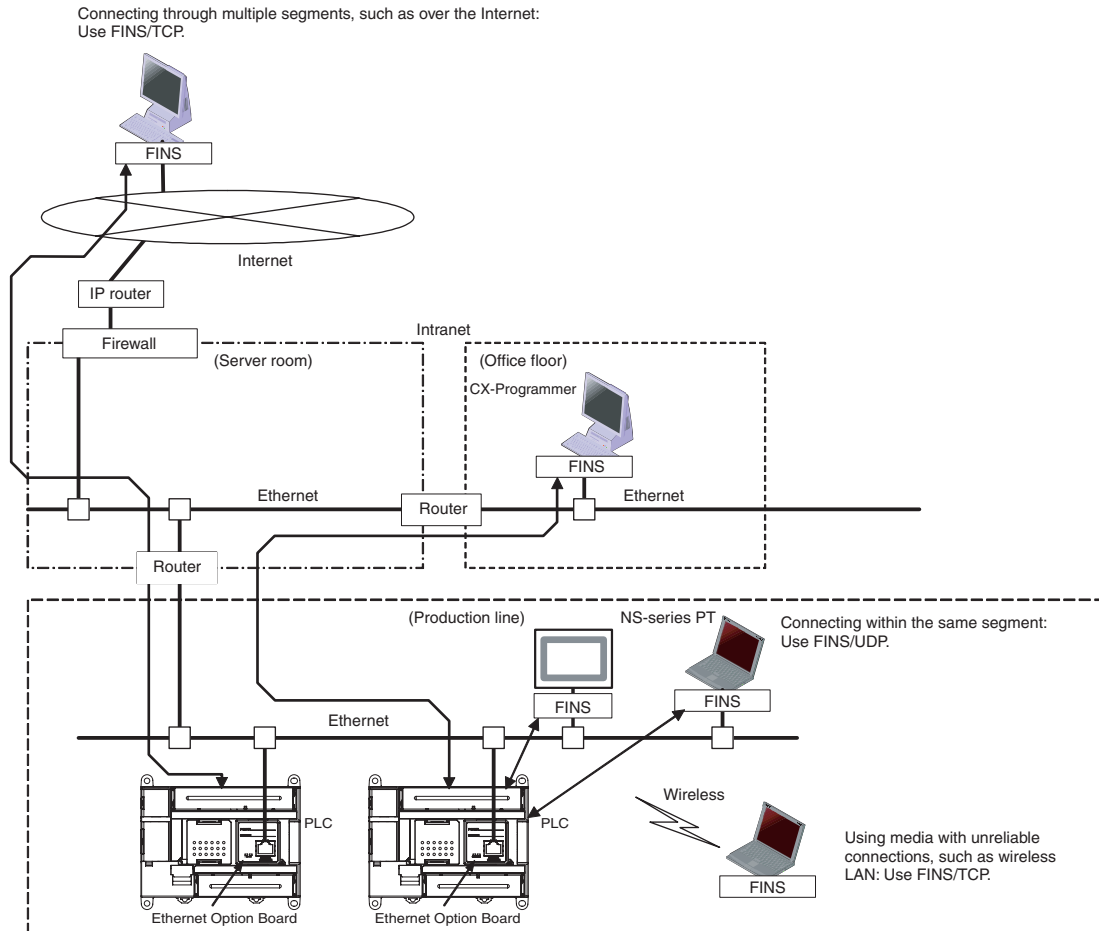 Connecting through multiple segments, such as over the Internet:
Use FINS/TCP.
FINS
Internet
IP router
Intranet
Firewall
(Server room)
(Office floor)
CX-Programmer
FINS
Ethernet
Router
Ethernet
Router
(Production line)
NS-series PT
Connecting within the same segment:
Use FINS/UDP.
FINS
FINS
Ethernet
Wireless
PLC
PLC
Using media with unreliable
connections, such as wireless
LAN: Use FINS/TCP.
FINS
Ethernet Option Board
Ethernet Option Board